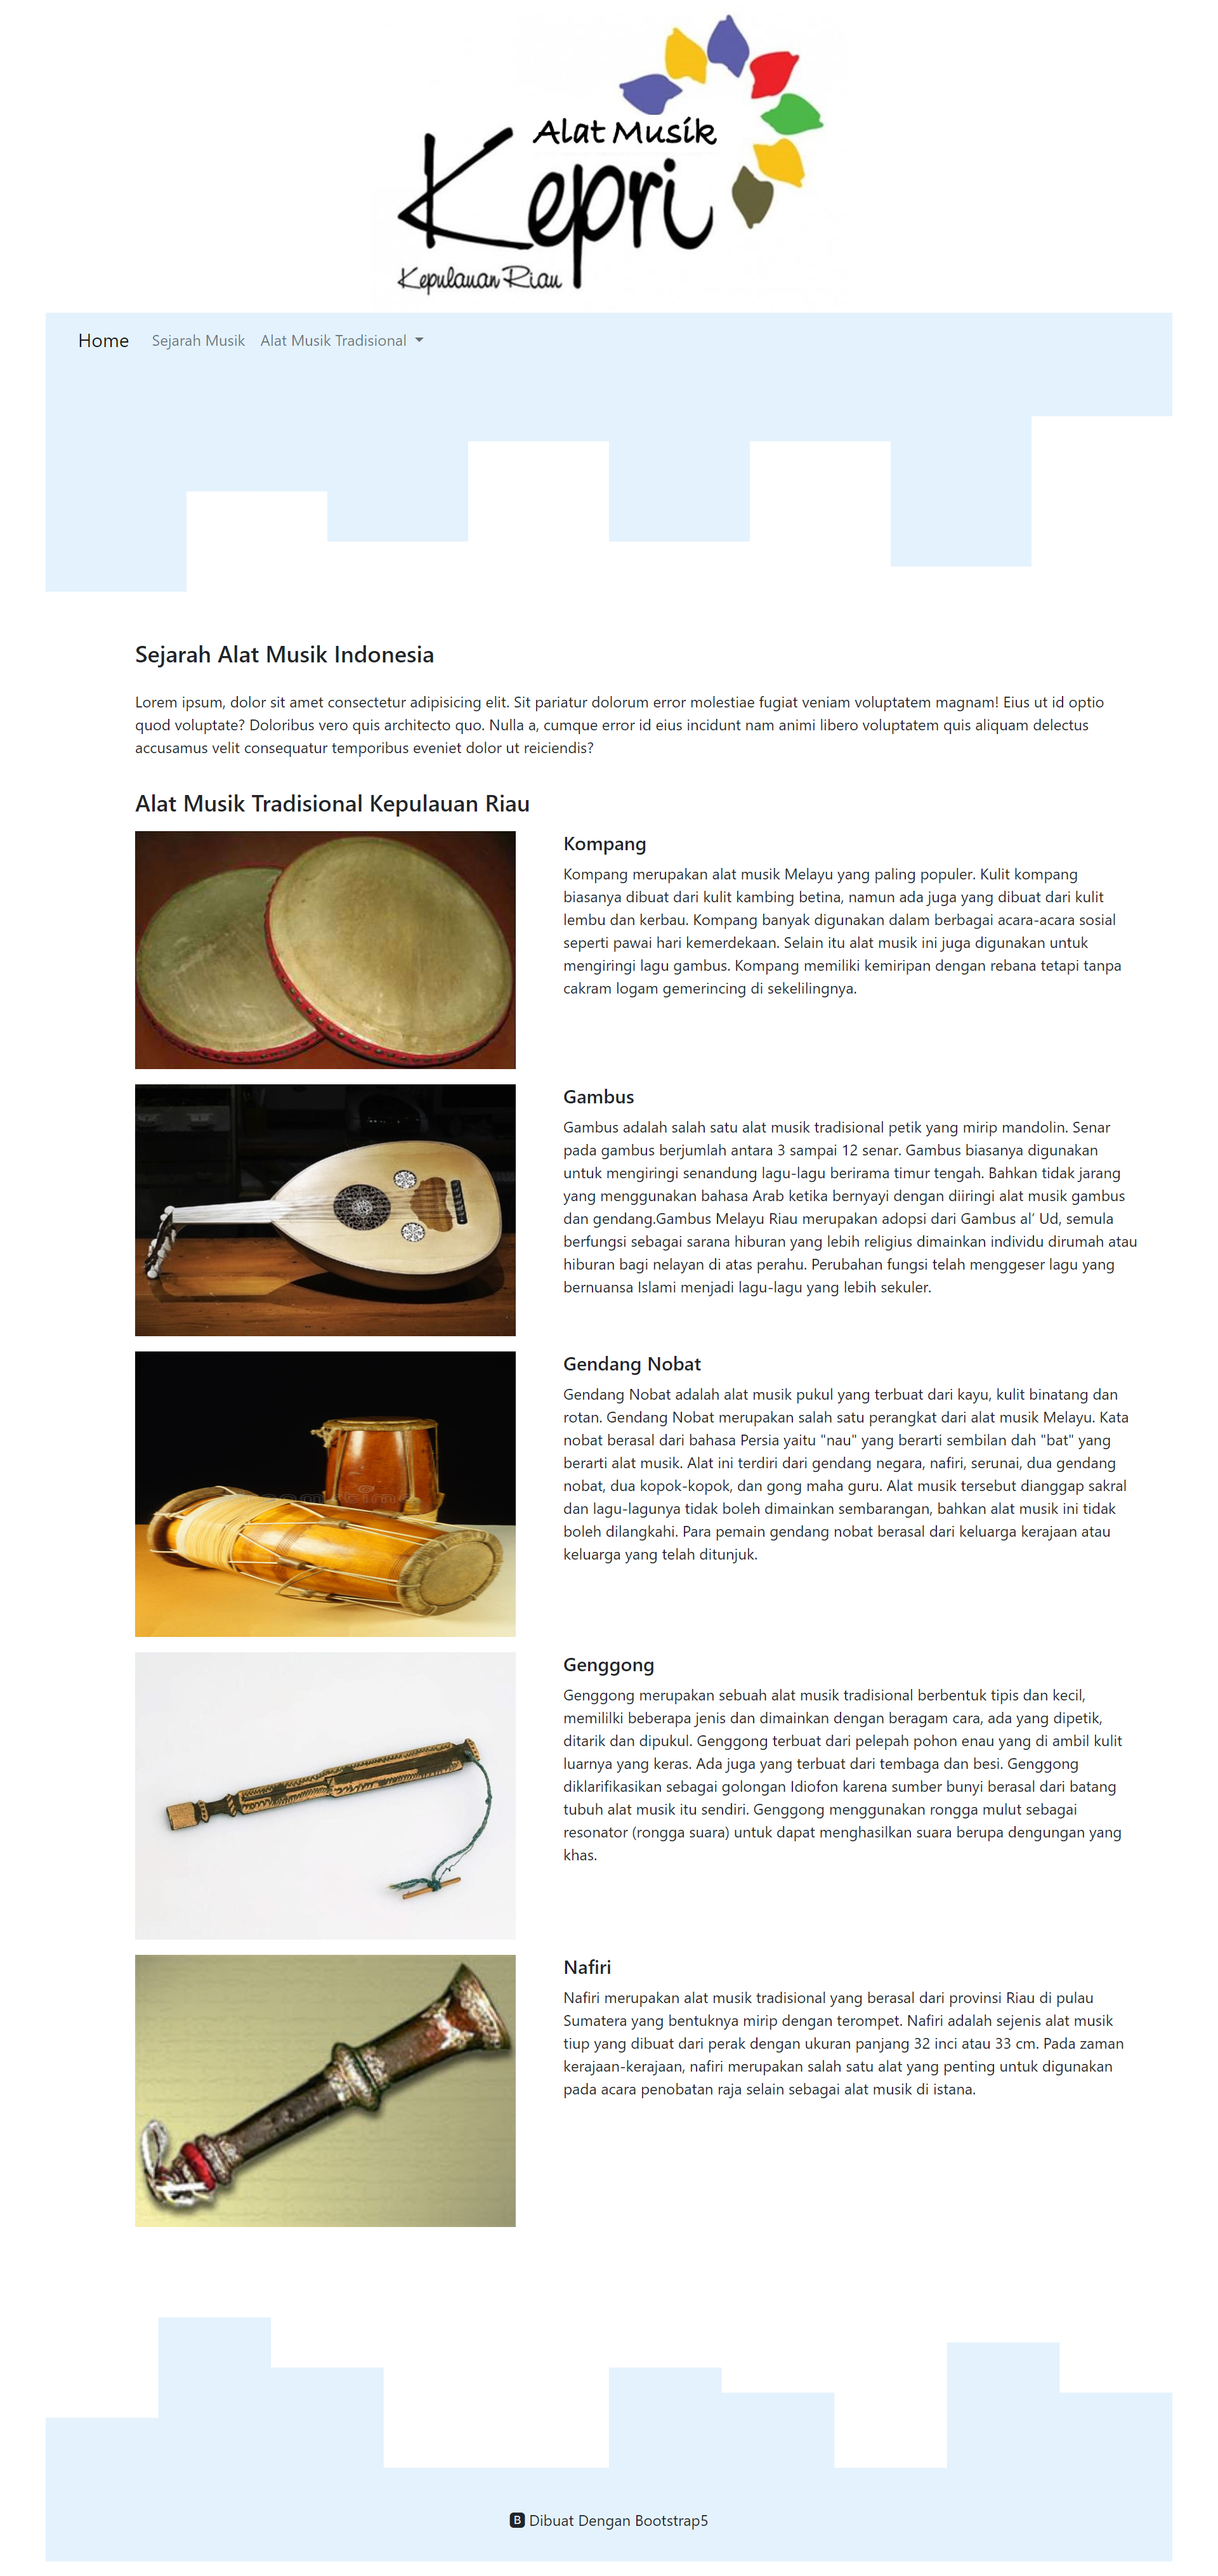 Alat Musik
Kepri
Kepulauan Riau
Home Sejarah Musik Alat Musik Tradisional
Sejarah Alat Musik Indonesia
Lorem ipsum, dolor sit amet consectetur adipisicing elit. Sit pariatur dolorum error molestiae fugiat veniam voluptatem magnam! Eius ut id optio
quod voluptate? Doloribus vero quis architecto quo. Nulla a, cumque error id eius incidunt nam animi libero voluptatem quis aliquam delectus
accusamus velit consequatur temporibus eveniet dolor ut reiciendis?
Alat Musik Tradisional Kepulauan Riau
Kompang
Kompang merupakan alat musik Melayu yang paling populer. Kulit kompang
biasanya dibuat dari kulit kambing betina, namun ada juga yang dibuat dari kulit
lembu dan kerbau. Kompang banyak digunakan dalam berbagai acara-acara sosial
seperti pawai hari kemerdekaan. Selain itu alat musik ini juga digunakan untuk
mengiringi lagu gambus. Kompang memiliki kemiripan dengan rebana tetapi tanpa
cakram logam gemerincing di sekelilingnya.
Gambus
Gambus adalah salah satu alat musik tradisional petik yang mirip mandolin. Senar
pada gambus berjumlah antara 3 sampai 12 senar. Gambus biasanya digunakan
untuk mengiringi senandung lagu-lagu berirama timur tengah. Bahkan tidak jarang
yang menggunakan bahasa Arab ketika bernyayi dengan diiringi alat musik gambus
dan gendang.Gambus Melayu Riau merupakan adopsi dari Gambus al’ Ud, semula
berfungsi sebagai sarana hiburan yang lebih religius dimainkan individu dirumah atau
hiburan bagi nelayan di atas perahu. Perubahan fungsi telah menggeser lagu yang
bernuansa Islami menjadi lagu-lagu yang lebih sekuler.
Gendang Nobat
Gendang Nobat adalah alat musik pukul yang terbuat dari kayu, kulit binatang dan
rotan. Gendang Nobat merupakan salah satu perangkat dari alat musik Melayu. Kata
nobat berasal dari bahasa Persia yaitu "nau" yang berarti sembilan dah "bat" yang
berarti alat musik. Alat ini terdiri dari gendang negara, nafiri, serunai, dua gendang
nobat, dua kopok-kopok, dan gong maha guru. Alat musik tersebut dianggap sakral
dan lagu-lagunya tidak boleh dimainkan sembarangan, bahkan alat musik ini tidak
boleh dilangkahi. Para pemain gendang nobat berasal dari keluarga kerajaan atau
keluarga yang telah ditunjuk.
Genggong
Genggong merupakan sebuah alat musik tradisional berbentuk tipis dan kecil,
memililki beberapa jenis dan dimainkan dengan beragam cara, ada yang dipetik,
ditarik dan dipukul. Genggong terbuat dari pelepah pohon enau yang di ambil kulit
luarnya yang keras. Ada juga yang terbuat dari tembaga dan besi. Genggong
diklarifikasikan sebagai golongan Idiofon karena sumber bunyi berasal dari batang
tubuh alat musik itu sendiri. Genggong menggunakan rongga mulut sebagai
resonator (rongga suara) untuk dapat menghasilkan suara berupa dengungan yang
khas.
Nafiri
Nafiri merupakan alat musik tradisional yang berasal dari provinsi Riau di pulau
Sumatera yang bentuknya mirip dengan terompet. Nafiri adalah sejenis alat musik
tiup yang dibuat dari perak dengan ukuran panjang 32 inci atau 33 cm. Pada zaman
kerajaan-kerajaan, nafiri merupakan salah satu alat yang penting untuk digunakan
pada acara penobatan raja selain sebagai alat musik di istana.
B Dibuat Dengan Bootstrap5